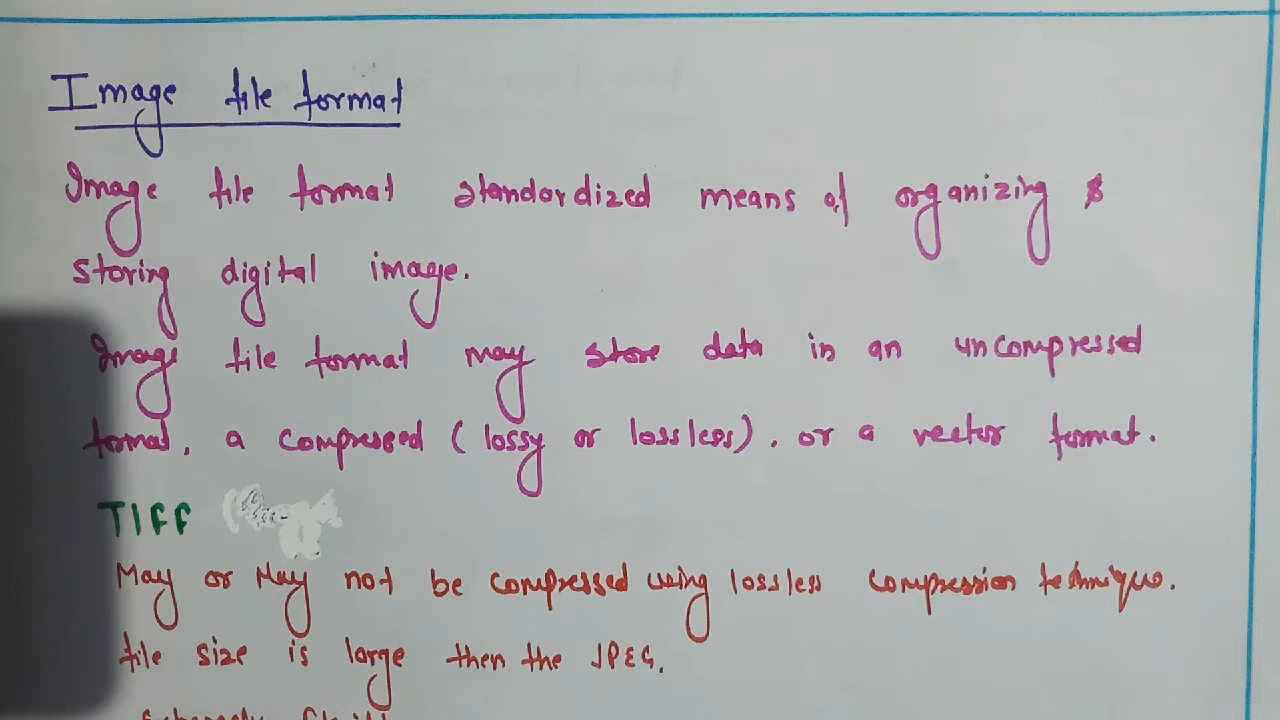 Image file format
Image file format standardized means of organizing &
storing digital image.
Image file format may store data in an uncompressed
format, a compressed (lossy or lossless), or a vector format.
TIFF
May or May not be compressed using lossless compression technique.
file size is large then the JPEG.